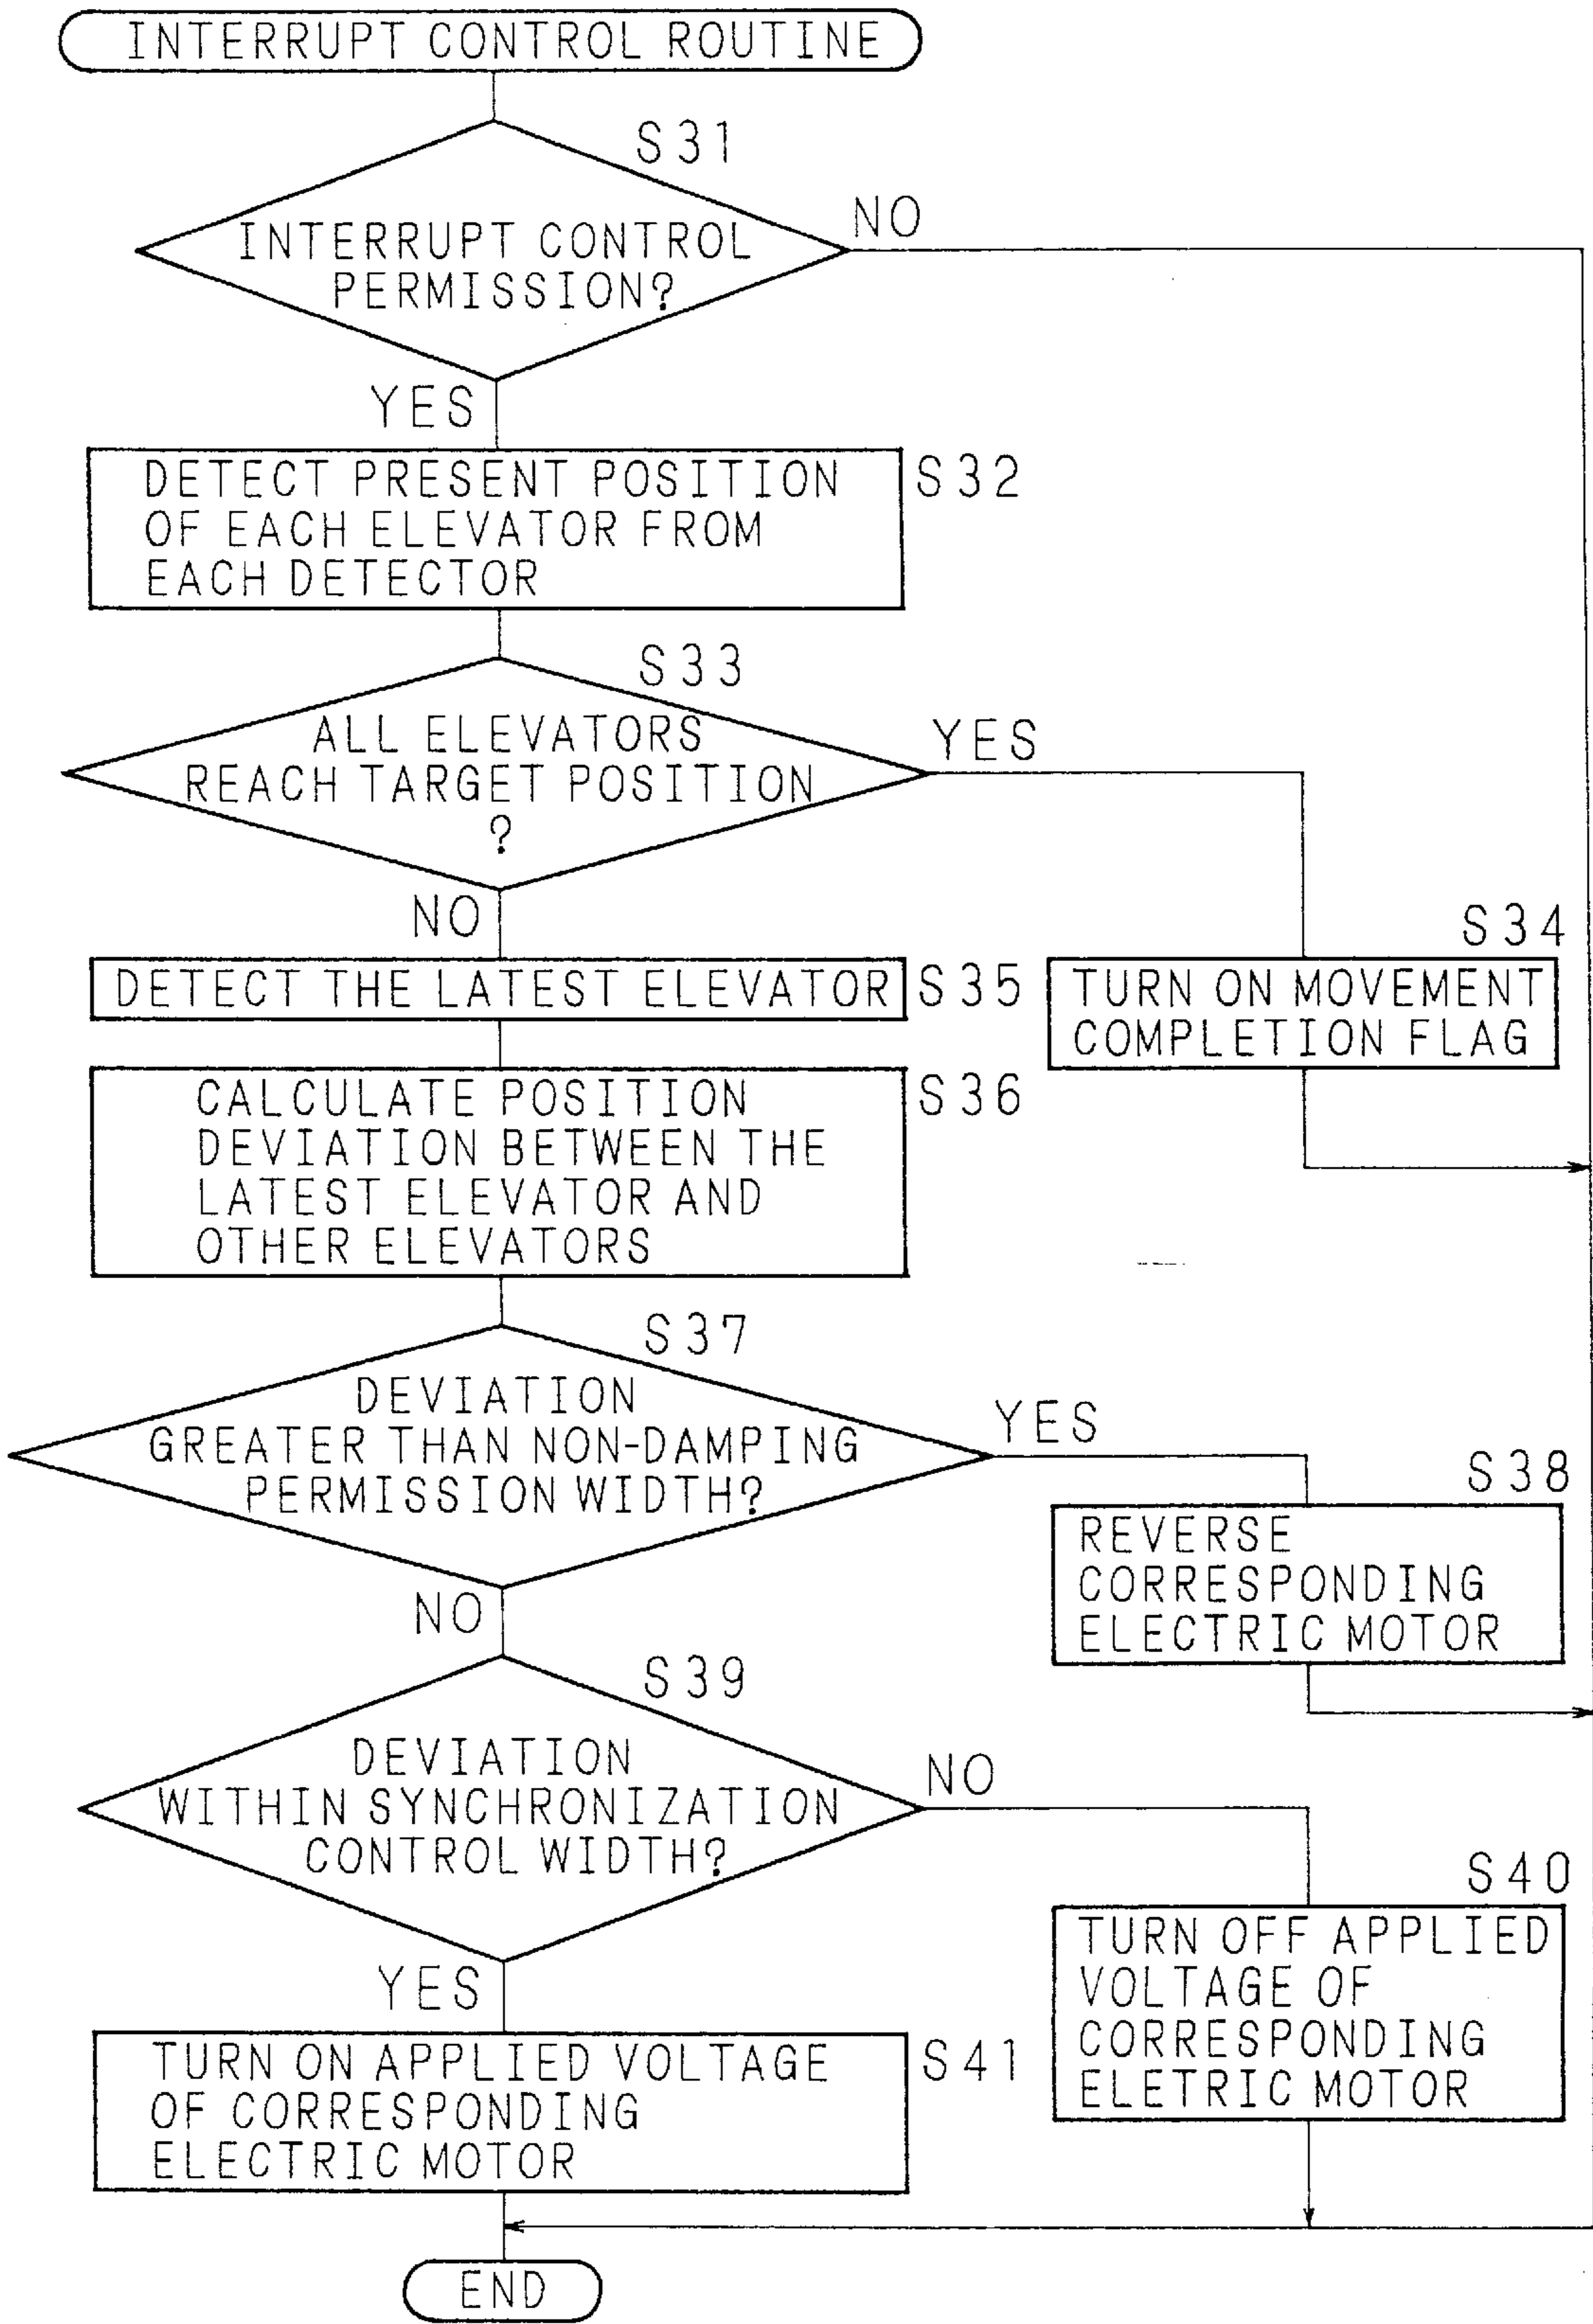 INTERRUPT CONTROL ROUTINE
S31
NO
INTERRUPT CONTROL
PERMISSION?
YES
DETECT PRESENT POSITION
OF EACH ELEVATOR FROM
EACH DETECTOR
S32
S33
ALL ELEVATORS
REACH TARGET POSITION
?
YES
NO
S34
TURN ON MOVEMENT
COMPLETION FLAG
DETECT THE LATEST ELEVATOR
S35
CALCULATE POSITION
DEVIATION BETWEEN THE
LATEST ELEVATOR AND
OTHER ELEVATORS
S36
S37
DEVIATION
GREATER THAN NON-DAMPING
PERMISSION WIDTH?
YES
NO
S38
REVERSE
CORRESPONDING
ELECTRIC MOTOR
S39
DEVIATION
WITHIN SYNCHRONIZATION
CONTROL WIDTH?
NO
YES
S40
TURN OFF APPLIED
VOLTAGE OF
CORRESPONDING
ELETRIC MOTOR
TURN ON APPLIED VOLTAGE
OF CORRESPONDING
ELECTRIC MOTOR
S41
END